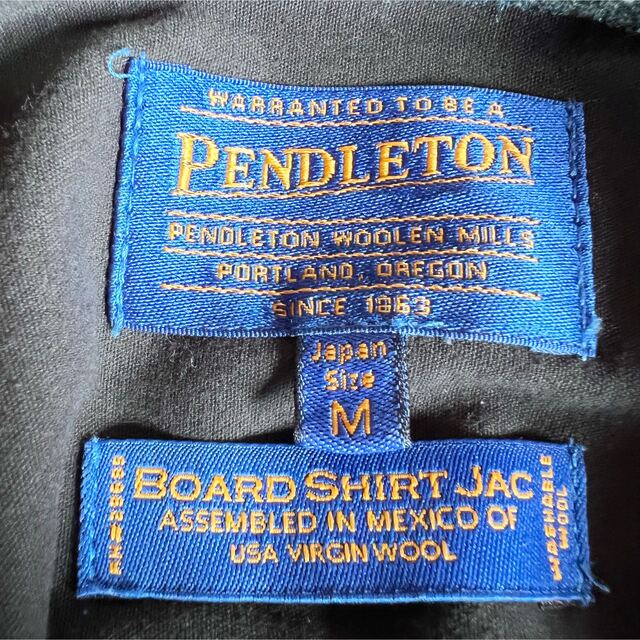 WARRANTED TO BE A
PENDLETON
PENDLETON WOOLEN MILLS
PORTLAND, OREGON
SINCE 1863
Japan
Size
M
BOARD SHIRT JAC
ASSEMBLED IN MEXICO OF
USA VIRGIN WOOL
WASHABLE
WOOL